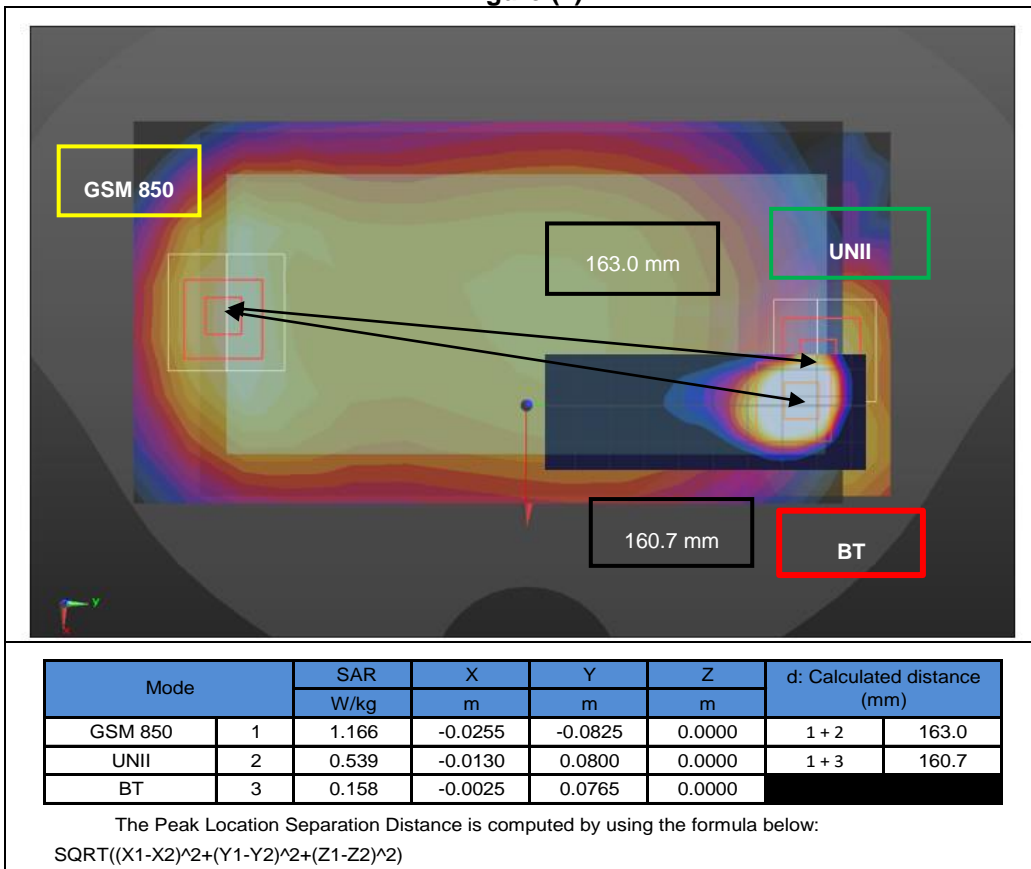 GSM 850
UNII
163.0 mm
160.7 mm
BT
y
x
Mode SAR X Y Z d: Calculated distance (mm)
W/kg m m m
GSM 850 1 1.166 -0.0255 -0.0825 0.0000 1 + 2 163.0
UNII 2 0.539 -0.0130 0.0800 0.0000 1 + 3 160.7
BT 3 0.158 -0.0025 0.0765 0.0000
The Peak Location Separation Distance is computed by using the formula below:
SQRT((X1-X2)^2+(Y1-Y2)^2+(Z1-Z2)^2)